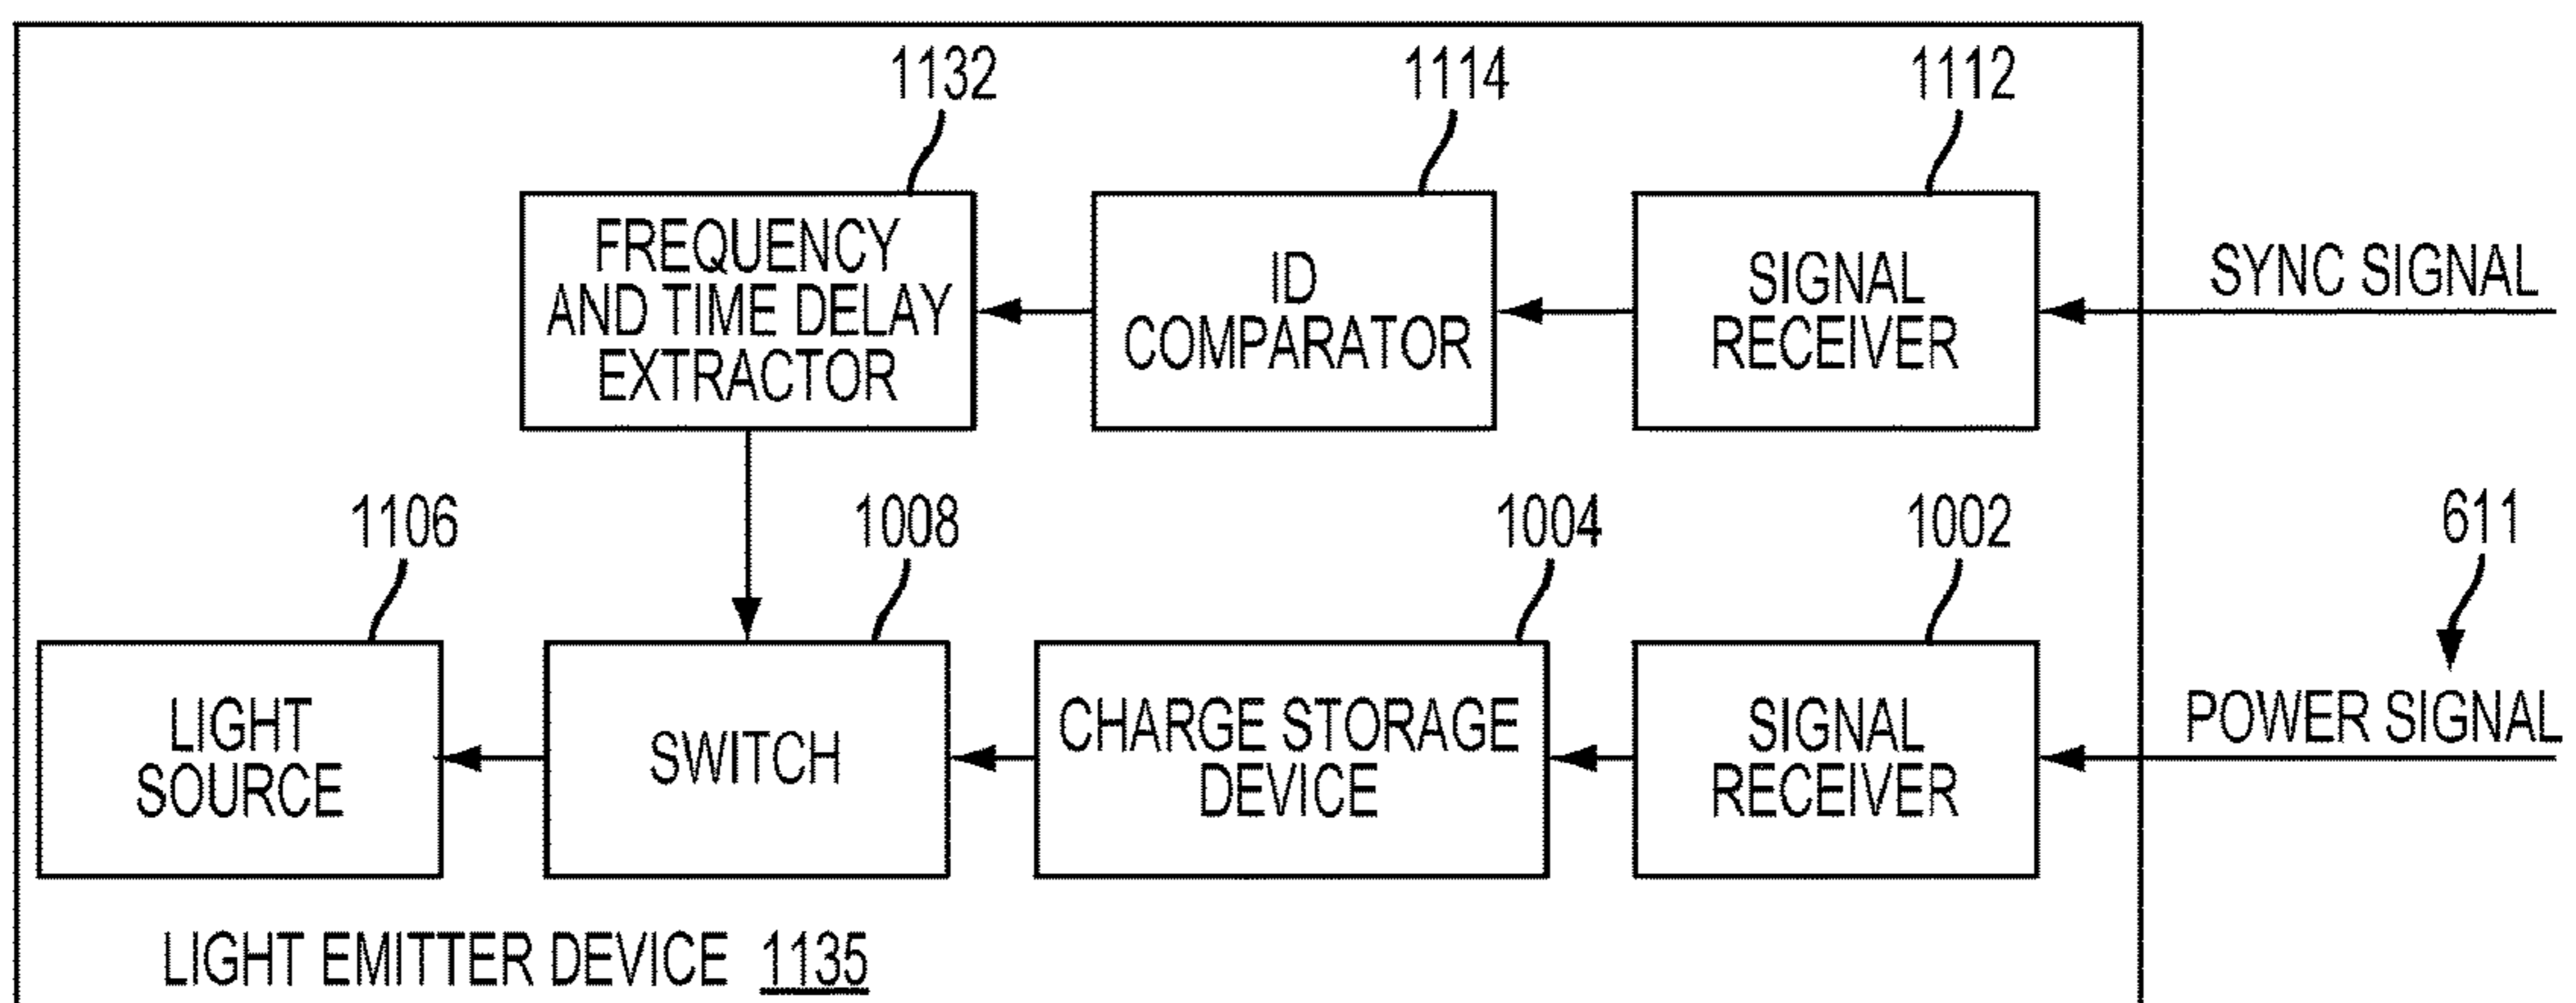 1132
1114
1112
FREQUENCY
AND TIME DELAY
EXTRACTOR
ID
COMPARATOR
SIGNAL
RECEIVER
SYNC SIGNAL
1106
1008
1004
1002
611
LIGHT
SOURCE
SWITCH
CHARGE STORAGE
DEVICE
SIGNAL
RECEIVER
POWER SIGNAL
LIGHT EMITTER DEVICE 1135